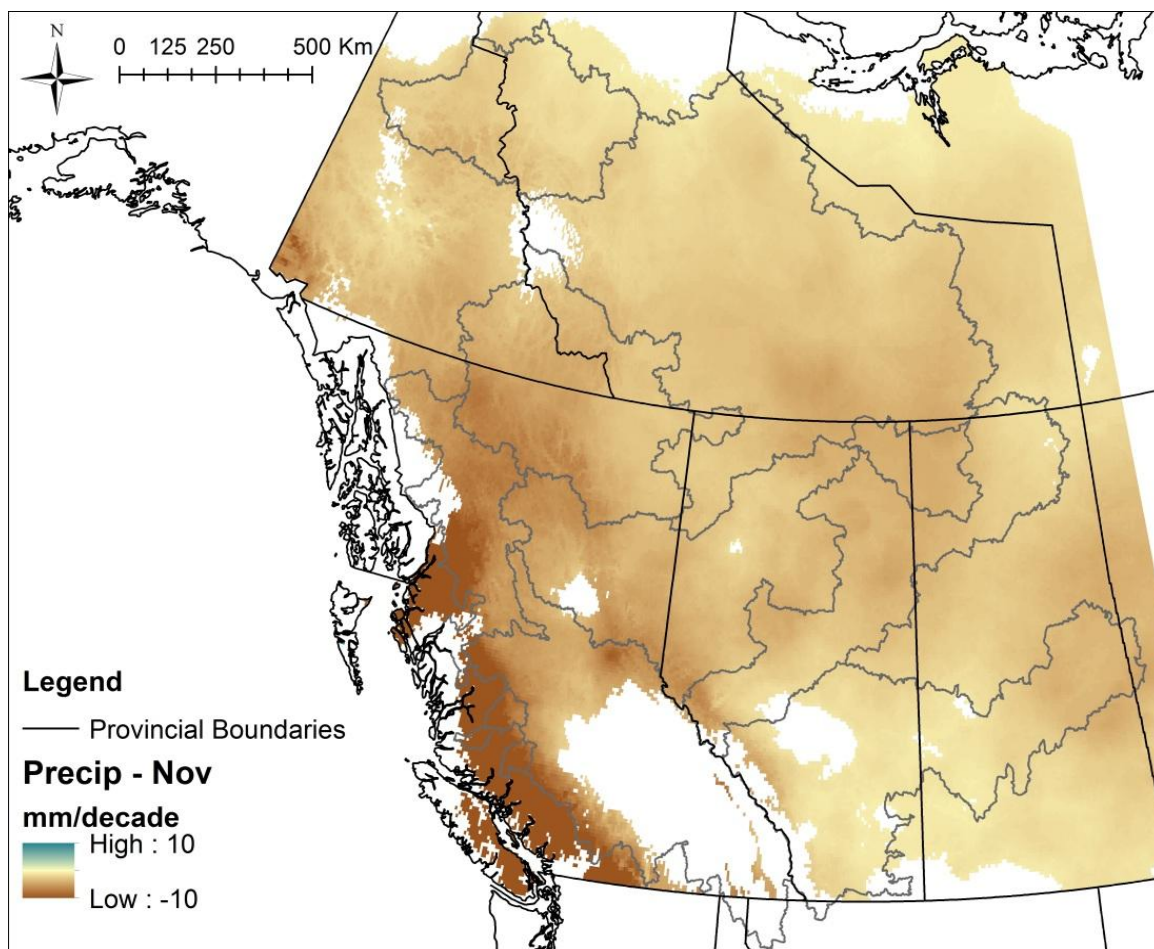 N
0 125 250 500 Km
Legend
Provincial Boundaries
Precip - Nov
mm/decade
High : 10
Low : -10